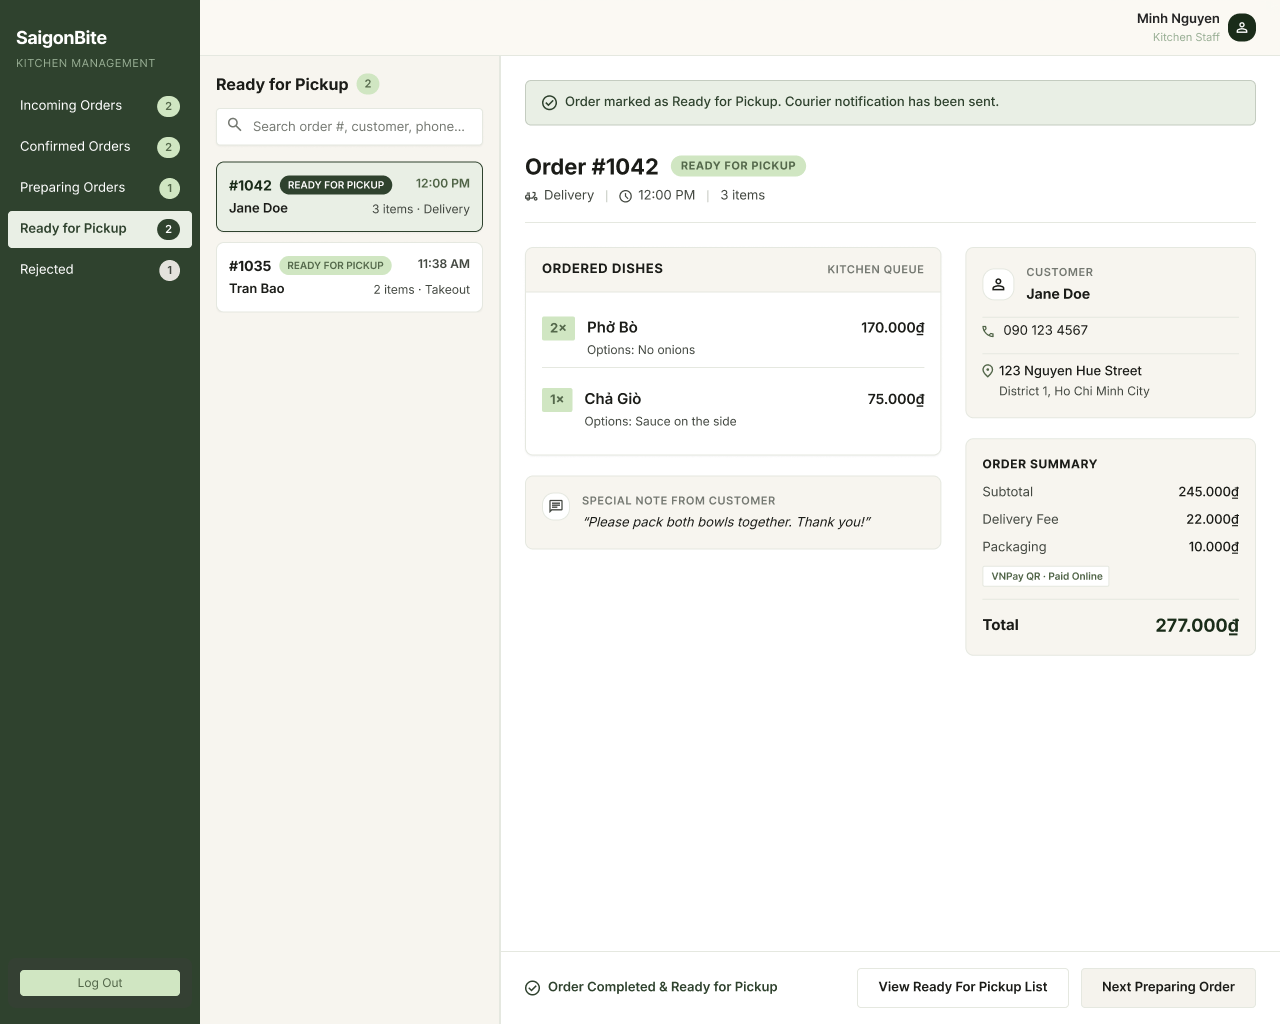 SaigonBite
KITCHEN MANAGEMENT
Incoming Orders 2
Confirmed Orders 2
Preparing Orders 1
Ready for Pickup 2
Rejected 1
Log Out
Minh Nguyen
Kitchen Staff
Ready for Pickup 2
Search order #, customer, phone...
#1042 READY FOR PICKUP 12:00 PM
Jane Doe 3 items · Delivery
#1035 READY FOR PICKUP 11:38 AM
Tran Bao 2 items · Takeout
Order marked as Ready for Pickup. Courier notification has been sent.
Order #1042 READY FOR PICKUP
Delivery | 12:00 PM | 3 items
ORDERED DISHES KITCHEN QUEUE
2× Phở Bò 170.000₫
Options: No onions
1× Chả Giò 75.000₫
Options: Sauce on the side
SPECIAL NOTE FROM CUSTOMER
“Please pack both bowls together. Thank you!”
CUSTOMER
Jane Doe
090 123 4567
123 Nguyen Hue Street
District 1, Ho Chi Minh City
ORDER SUMMARY
Subtotal 245.000₫
Delivery Fee 22.000₫
Packaging 10.000₫
VNPay QR · Paid Online
Total 277.000₫
Order Completed & Ready for Pickup
View Ready For Pickup List
Next Preparing Order